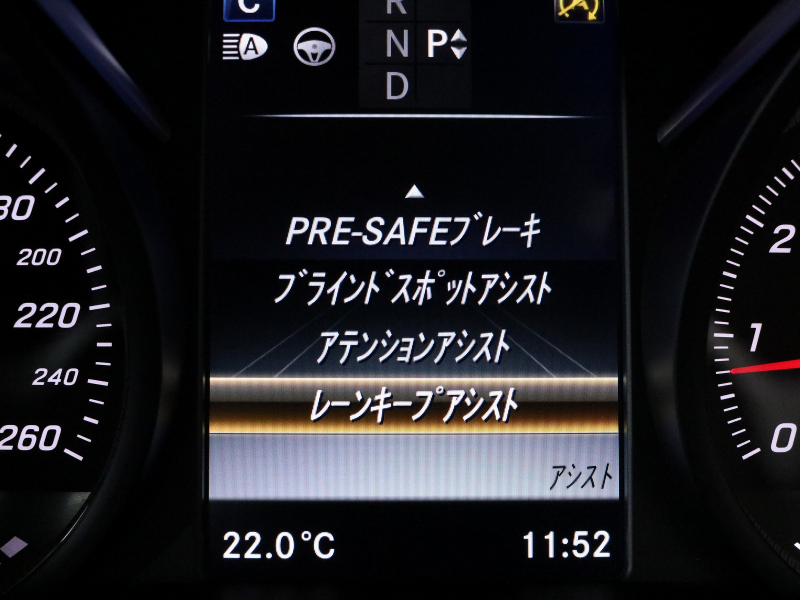 C
R
A N P
D
PRE-SAFEブレーキ
ブラインドスポットアシスト
アテンションアシスト
レーンキープアシスト
アシスト
22.0°C 11:52
200
220
240
260
2
1
0